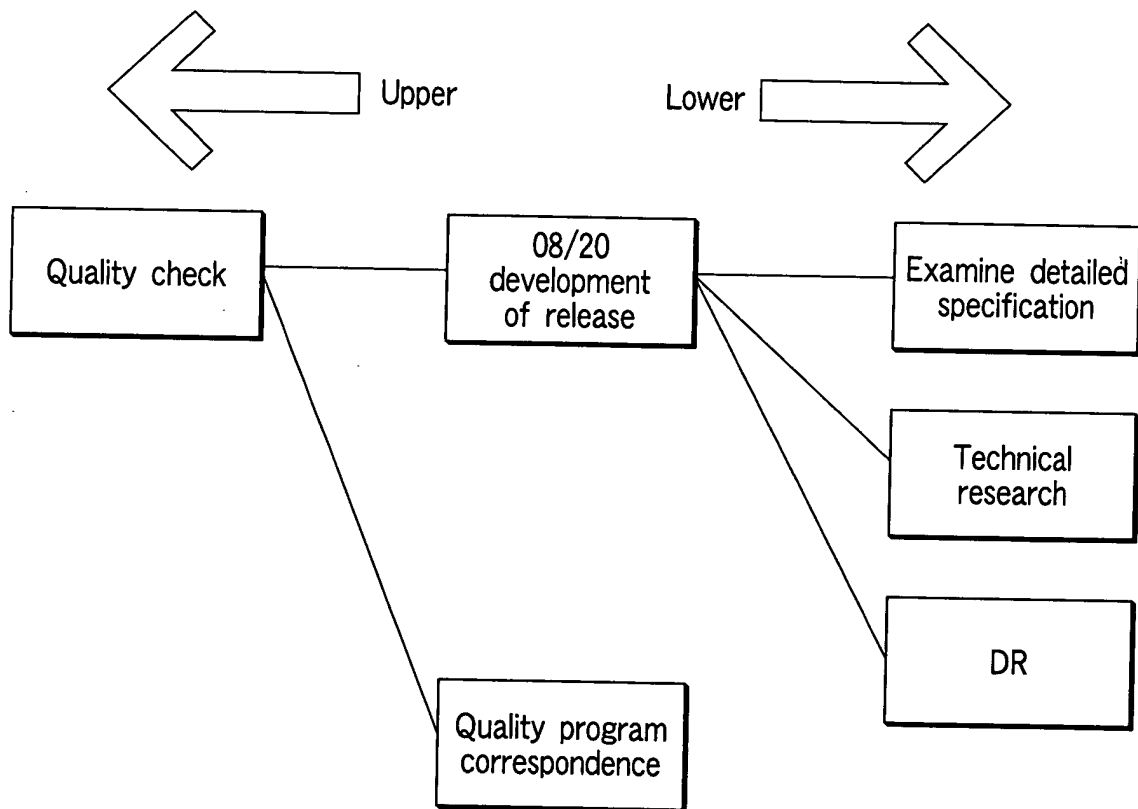 Upper
Lower
Quality check
08/20
development
of release
Examine detailed
specification
Technical
research
DR
Quality program
correspondence